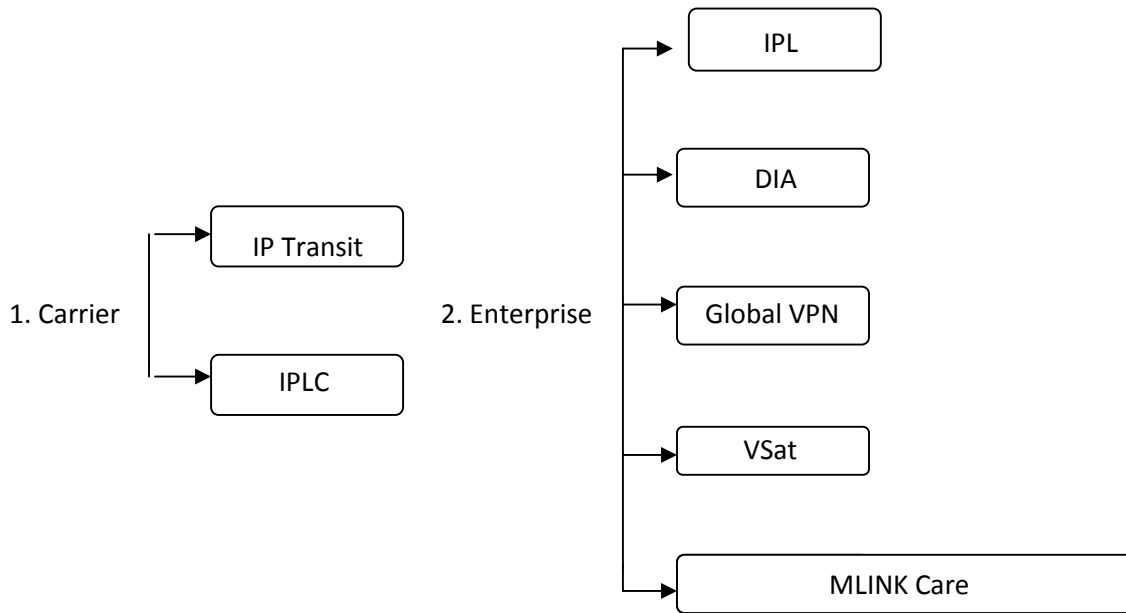 1. Carrier
IP Transit
IPLC
2. Enterprise
IPL
DIA
Global VPN
VSat
MLINK Care